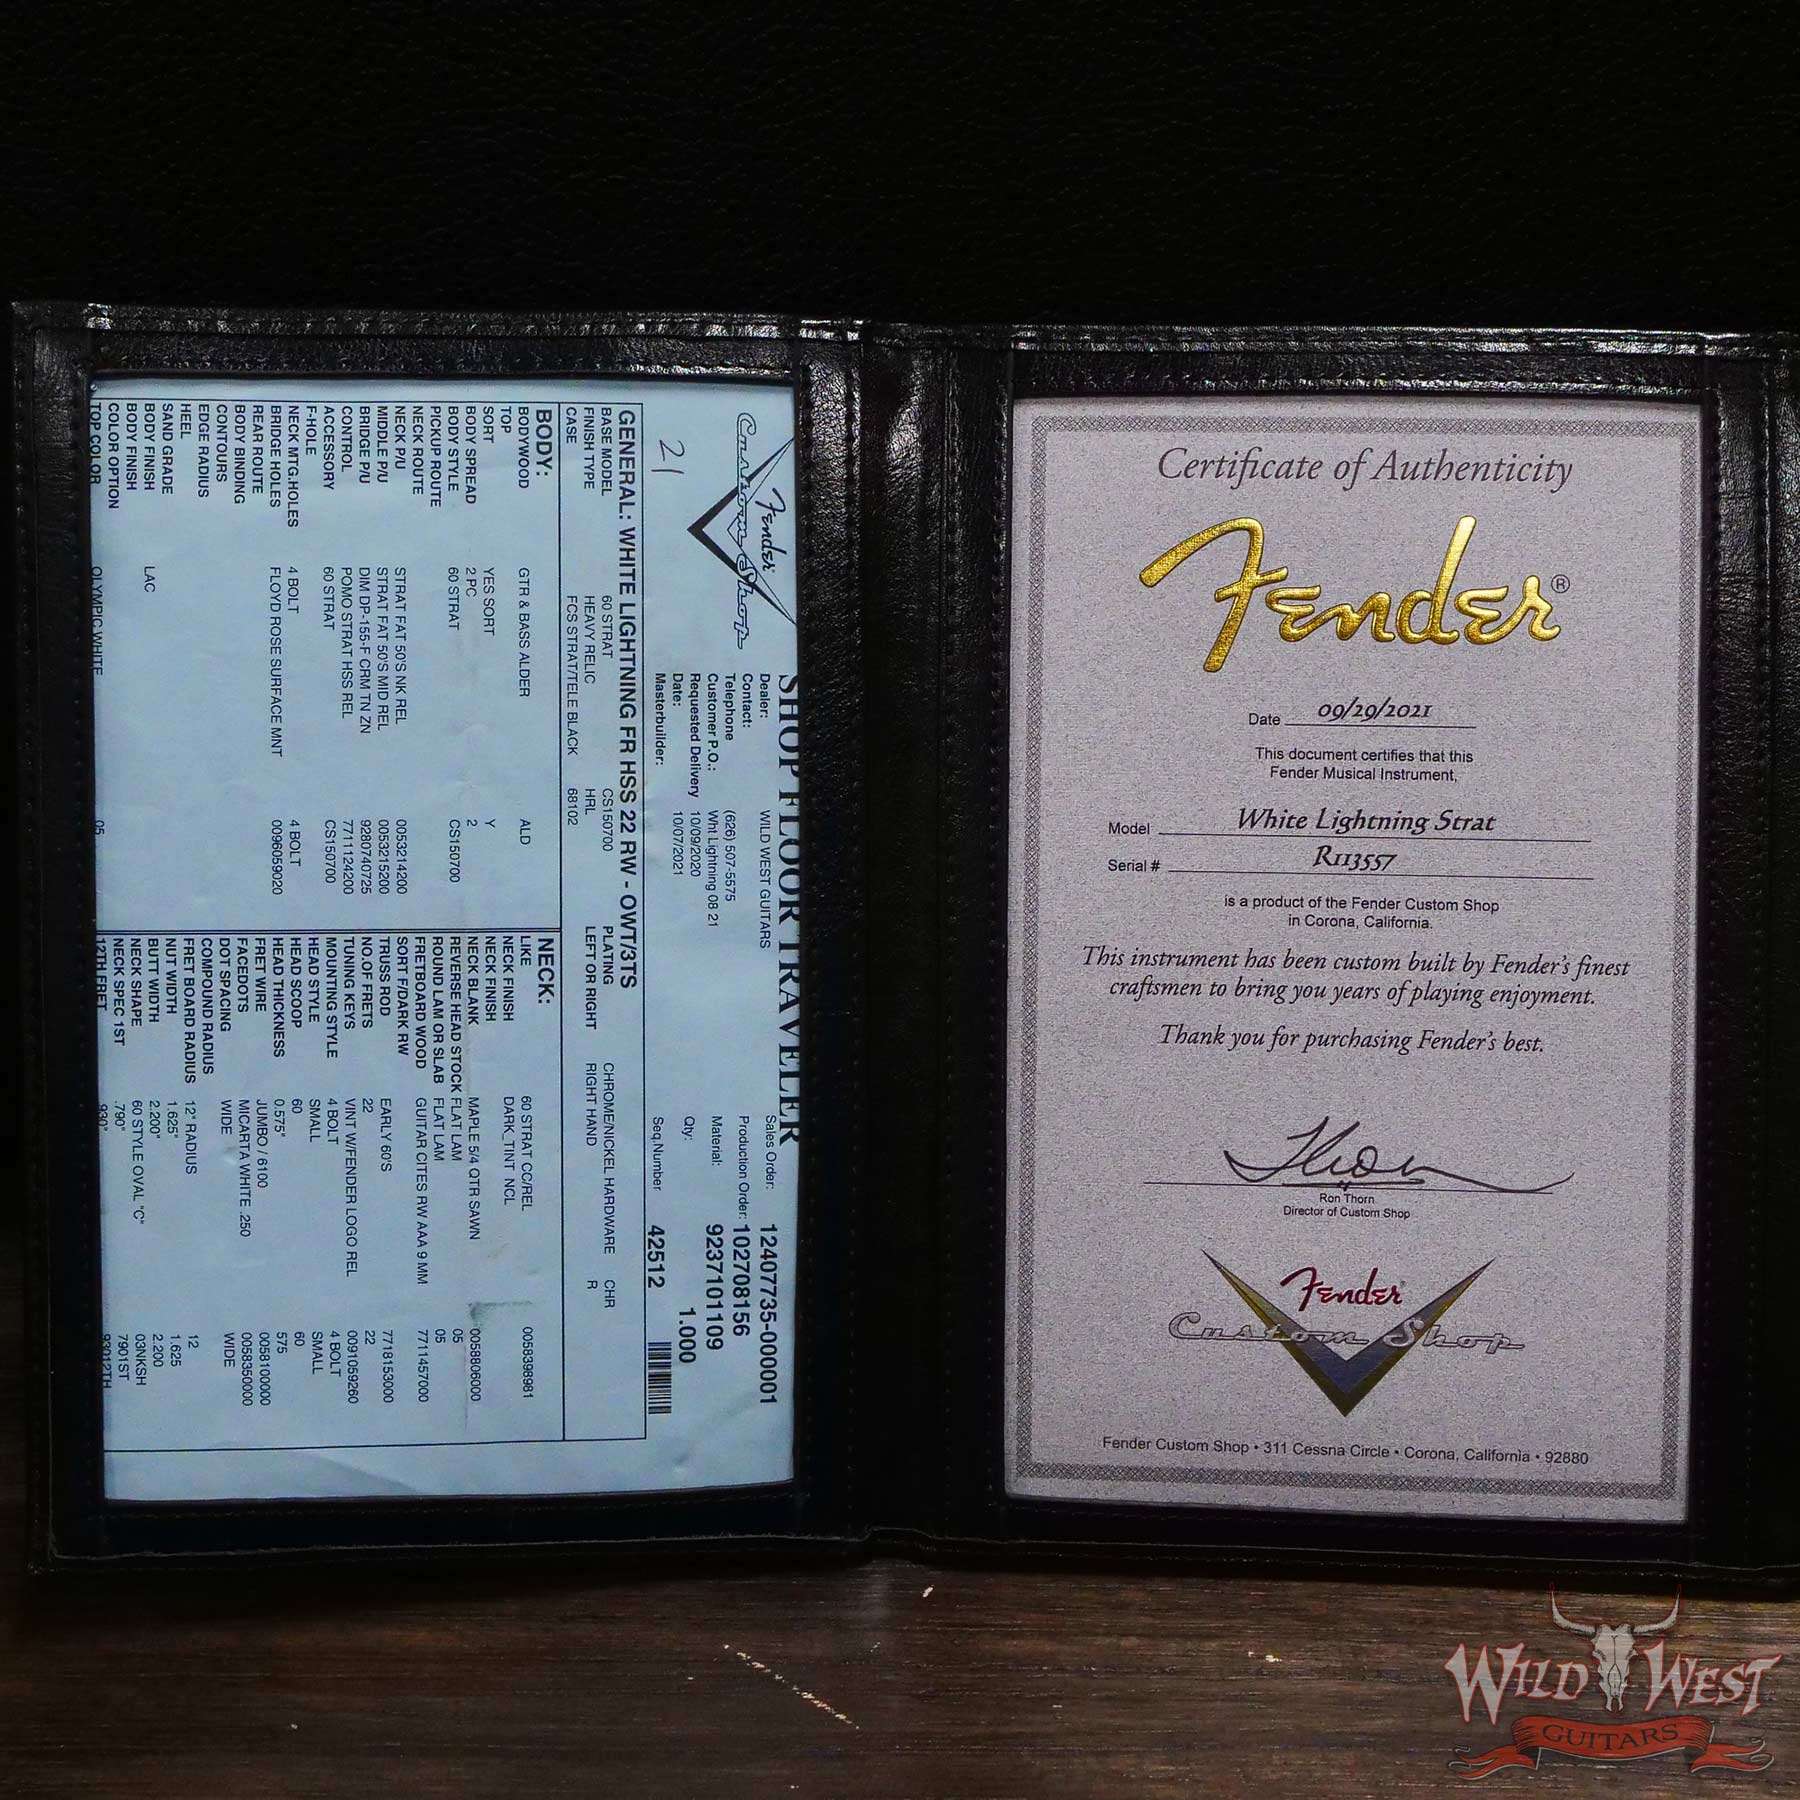 Fender
Custom Shop
21
SHOP FLOOR TRAVELER
Dealer: WILD WEST GUITARS
Contact:
Telephone (626) 507-5575
Customer P.O.: Wht Lightning 08 21
Requested Delivery 10/09/2020
Date: 10/07/2021
Masterbuilder:
Sales Order: 12407735-000001
Production Order: 102708156
Material: 9237101109
Qty: 1.000
Seq.Number 42512
GENERAL: WHITE LIGHTNING FR HSS 22 RW - OWT/3TS
BASE MODEL 60 STRAT CS150700 PLATING CHROME/NICKEL HARDWARE CHR
FINISH TYPE HEAVY RELIC HRL LEFT OR RIGHT RIGHT HAND R
CASE FCS STRAT/TELE BLACK 68102
BODY:
BODYWOOD GTR & BASS ALDER ALD
TOP
SORT YES SORT Y
BODY SPREAD 2 PC 2
BODY STYLE 60 STRAT CS150700
PICKUP ROUTE
NECK ROUTE
NECK P/U STRAT FAT 50'S NK REL 0053214200
MIDDLE P/U STRAT FAT 50'S MID REL 0053215200
BRIDGE P/U DIM DP-155-F CRM TN ZN 9280740725
CONTROL POMO STRAT HSS REL 7711124200
ACCESSORY 60 STRAT CS150700
F-HOLE
NECK MTG.HOLES 4 BOLT 4 BOLT
BRIDGE HOLES FLOYD ROSE SURFACE MNT 0096059020
REAR ROUTE
BODY BINDING
CONTOURS
EDGE RADIUS
HEEL
SAND GRADE
BODY FINISH LAC
BODY FINISH
COLOR OPTION
TOP COLOR OLYMPIC WHITE 05
NECK:
LIKE 60 STRAT CC/REL 0058398981
NECK FINISH DARK_TINT NCL
NECK FINISH
NECK BLANK MAPLE 5/4 QTR SAWN 0058806000
REVERSE HEAD STOCK FLAT LAM 05
ROUND LAM OR SLAB FLAT LAM 05
FRETBOARD WOOD GUITAR CITES RW AAA 9 MM 7711457000
SORT F/DARK RW
TRUSS ROD EARLY 60'S 7718153000
NO.OF FRETS 22 22
TUNING KEYS VINT W/FENDER LOGO REL 0091059260
MOUNTING STYLE 4 BOLT 4 BOLT
HEAD STYLE SMALL SMALL
HEAD SCOOP 60 60
HEAD THICKNESS 0.575" 575
FRET WIRE JUMBO / 6100 0058100000
FACEDOTS MICARTA WHITE .250 0058350000
DOT SPACING WIDE WIDE
COMPOUND RADIUS
FRET BOARD RADIUS 12" RADIUS 12
NUT WIDTH 1.625" 1.625
BUTT WIDTH 2.200" 2.200
NECK SHAPE 60 STYLE OVAL "C" 03NKSH
NECK SPEC 1ST .790" 7901ST
12TH FRET .930" 93012TH
Certificate of Authenticity
Fender®
Date 09/29/2021
This document certifies that this
Fender Musical Instrument,
Model White Lightning Strat
Serial # R113557
is a product of the Fender Custom Shop
in Corona, California.
This instrument has been custom built by Fender's finest
craftsmen to bring you years of playing enjoyment.
Thank you for purchasing Fender's best.
Ron Thorn
Director of Custom Shop
Fender
Custom Shop
Fender Custom Shop • 311 Cessna Circle • Corona, California • 92880
WILD WEST
GUITARS